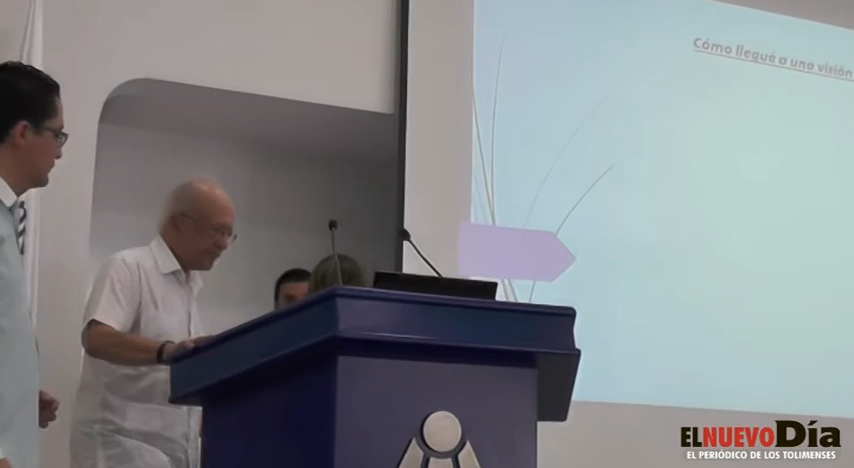 Cómo llegué a una visión
ELNUEVODía
EL PERIÓDICO DE LOS TOLIMENSES